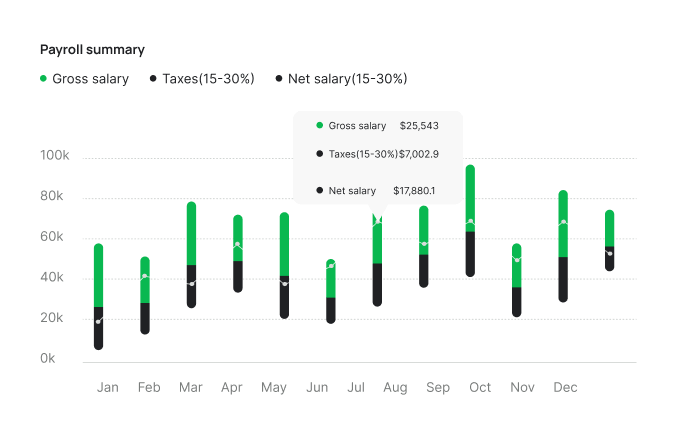 Payroll summary
Gross salary Taxes(15-30%) Net salary(15-30%)
Gross salary $25,543
Taxes(15-30%)$7,002.9
Net salary $17,880.1
100k
80k
60k
40k
20k
0k
Jan Feb Mar Apr May Jun Jul Aug Sep Oct Nov Dec